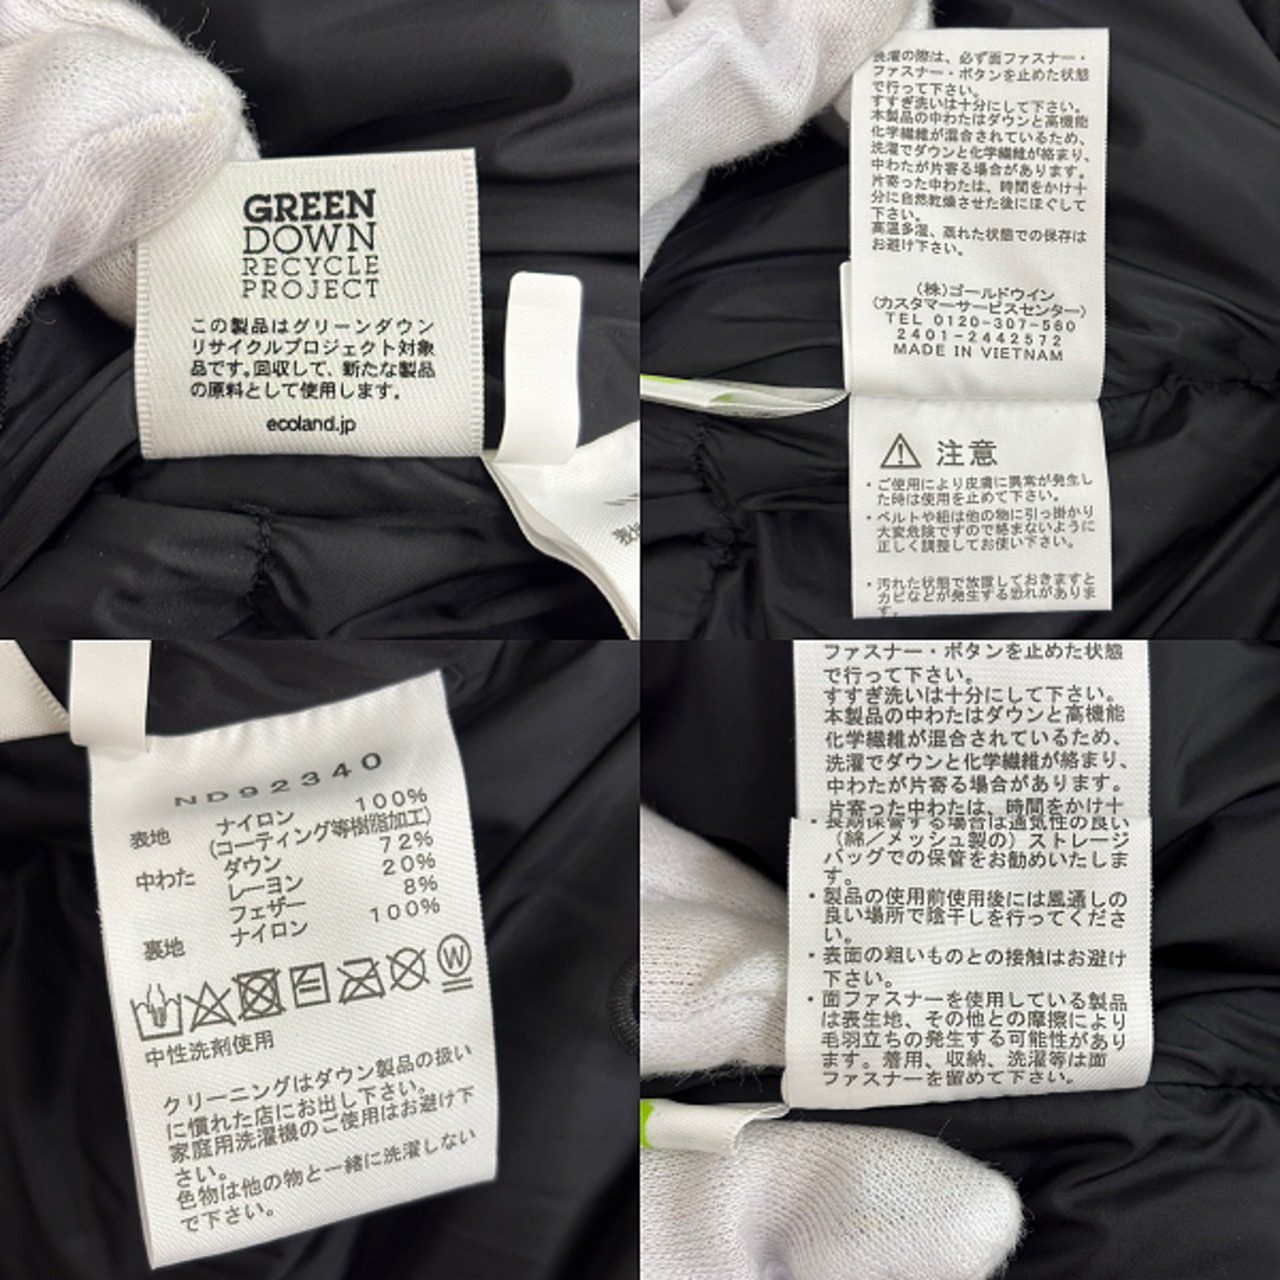 GREEN
DOWN
RECYCLE
PROJECT
この製品はグリーンダウン
リサイクルプロジェクト対象
品です。回収して、新たな製品
の原料として使用します。
ecoland.jp
洗濯の際は、必ず面ファスナー・
ファスナー・ボタンを止めた状態
で行って下さい。
すすぎ洗いは十分にして下さい。
本製品の中わたはダウンと高機能
化学繊維が混合されているため、
洗濯でダウンと化学繊維が絡まり、
中わたが片寄る場合があります。
片寄った中わたは、時間をかけ十
分に自然乾燥させた後にほぐして
下さい。
高温多湿、蒸れた状態での保存は
お避け下さい。
(株)ゴールドウイン
(カスタマーサービスセンター)
TEL 0120-307-560
2401-2442572
MADE IN VIETNAM
注意
・ご使用により皮膚に異常が発生し
た時は使用を止めて下さい。
・ベルトや紐は他の物に引っ掛かり
大変危険ですので絡まないように
正しく調整してお使い下さい。
・汚れた状態で放置しておきますと
カビなどが発生する恐れがありま
す。
ND92340
表地 ナイロン 100%
(コーティング等樹脂加工)
中わた ダウン 72%
レーヨン 20%
フェザー 8%
裏地 ナイロン 100%
W
中性洗剤使用
クリーニングはダウン製品の扱い
に慣れた店にお出し下さい。
家庭用洗濯機のご使用はお避け下
さい。
色物は他の物と一緒に洗濯しない
で下さい。
ファスナー・ボタンを止めた状態
で行って下さい。
すすぎ洗いは十分にして下さい。
本製品の中わたはダウンと高機能
化学繊維が混合されているため、
洗濯でダウンと化学繊維が絡まり、
中わたが片寄る場合があります。
片寄った中わたは、時間をかけ十
・長期保管する場合は通気性の良い
（綿／メッシュ製の）ストレージ
バッグでの保管をお勧めいたしま
す。
・製品の使用前使用後には風通しの
良い場所で陰干しを行ってくださ
い。
・表面の粗いものとの接触はお避け
下さい。
・面ファスナーを使用している製品
は表生地、その他との摩擦により
毛羽立ちの発生する可能性があり
ます。着用、収納、洗濯等は面
ファスナーを留めて下さい。